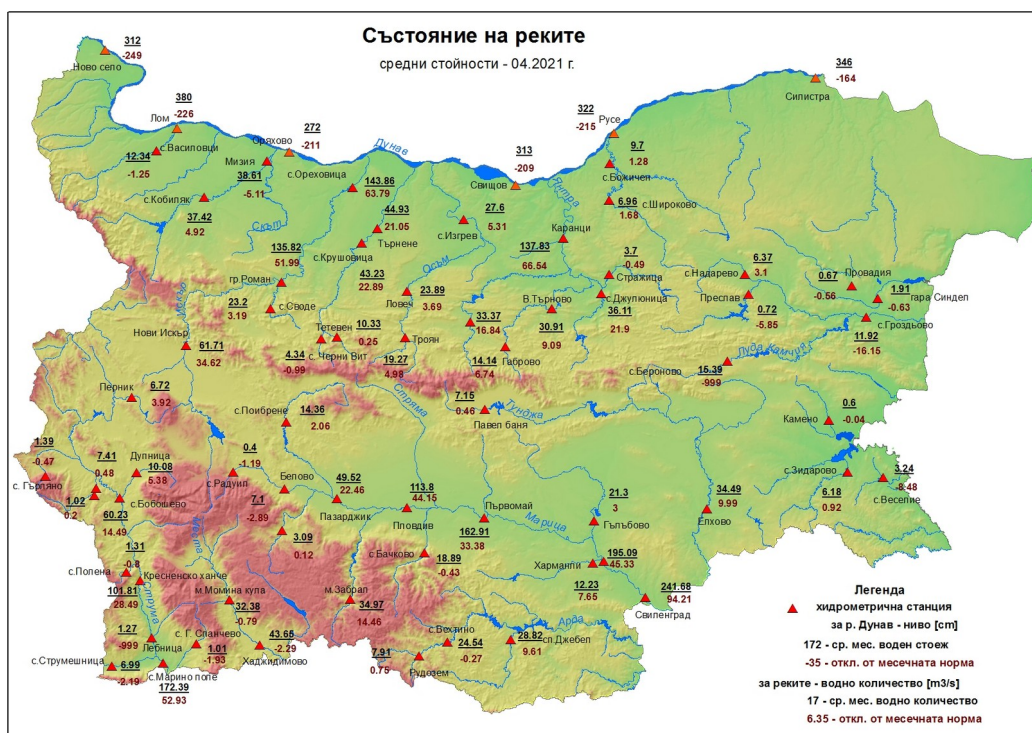 Състояние на реките
средни стойности - 04.2021 г.
312
-249
Ново село
346
-164
Силистра
380
-226
Лом
322
-215
Русе
272
-211
Оряхово
313
-209
Свищов
Дунав
с.Василовци
12.34
-1.25
Мизия
38.61
-5.11
с.Ореховица
143.86
63.79
9.7
1.28
с.Божичен
с.Кобиляк
37.42
4.92
Скът
44.93
21.05
Търнене
27.6
5.31
с.Изгрев
Янтра
6.96
1.68
с.Широково
135.82
51.99
гр.Роман
с.Крушовица
43.23
22.89
Осъм
Каранци
137.83
66.54
3.7
-0.49
Стражица
с.Надарево
6.37
3.1
0.67
-0.56
Провадия
Искър
23.2
3.19
с.Своде
Ловеч
23.89
3.69
с.Джулюница
36.11
21.9
Преслав
0.72
-5.85
1.91
-0.63
гара Синдел
В.Търново
30.91
9.09
с.Гроздьово
11.92
-16.15
Нови Искър
61.71
34.62
Тетевен
10.33
0.25
с. Черни Вит
4.34
-0.99
Троян
19.27
4.98
33.37
16.84
Габрово
14.14
6.74
Луда Камчия
с.Бероново
15.39
-999
Перник
6.72
3.92
с.Поибрене
14.36
2.06
Стряма
7.15
0.46
Павел баня
Тунджа
0.6
-0.04
Камено
1.39
-0.47
с. Гърляно
7.41
0.48
Дупница
10.08
5.38
1.02
0.2
с.Бобошево
60.23
14.49
0.4
-1.19
с.Радуил
Белово
7.1
-2.89
49.52
22.46
Пазарджик
113.8
44.15
Пловдив
Първомай
162.91
33.38
Марица
21.3
3
Гълъбово
34.49
9.99
Елхово
с.Зидарово
6.18
0.92
3.24
-8.48
с.Веселие
Места
3.09
0.12
1.31
-0.8
с.Полена
Кресненско ханче
101.81
28.49
Струма
с.Бачково
18.89
-0.43
Харманли
12.23
7.65
195.09
45.33
241.68
94.21
Свиленград
м.Момина кула
32.38
-0.79
м.Забрал
34.97
14.46
Арда
1.27
-999
Лебница
с. Г. Спанчево
1.01
-1.93
43.65
-2.29
Хаджидимово
7.91
0.75
Рудозем
с.Вехтино
24.54
-0.27
28.82
9.61
сп.Джебел
с.Струмешница
6.99
-2.19
с.Марино поле
172.39
52.93
Легенда
хидрометрична станция
за р. Дунав - ниво [cm]
172 - ср. мес. воден стоеж
-35 - откл. от месечната норма
за реките - водно количество [m3/s]
17 - ср. мес. водно количество
6.35 - откл. от месечната норма